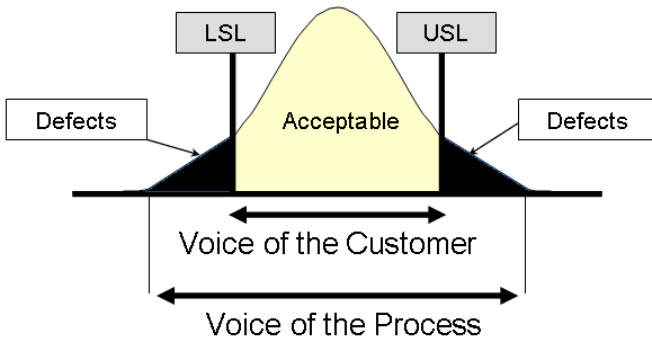 LSL
USL
Defects
Acceptable
Defects
Voice of the Customer
Voice of the Process